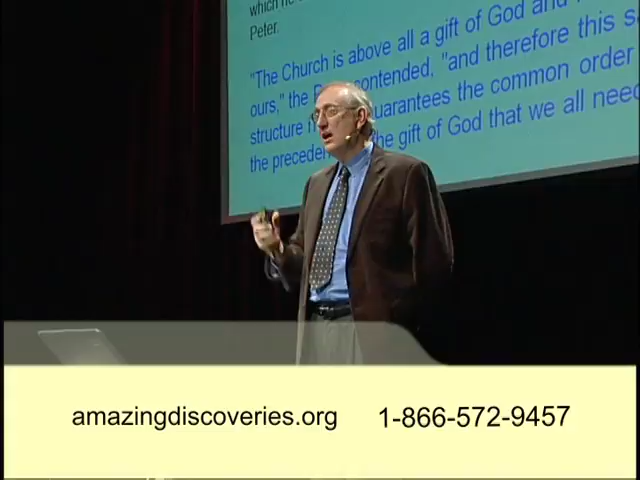 which
Peter.
"The Church is above all a gift of God and
ours," the contended, "and therefore this
structure guarantees the common order
the precede the gift of God that we all need
amazingdiscoveries.org 1-866-572-9457